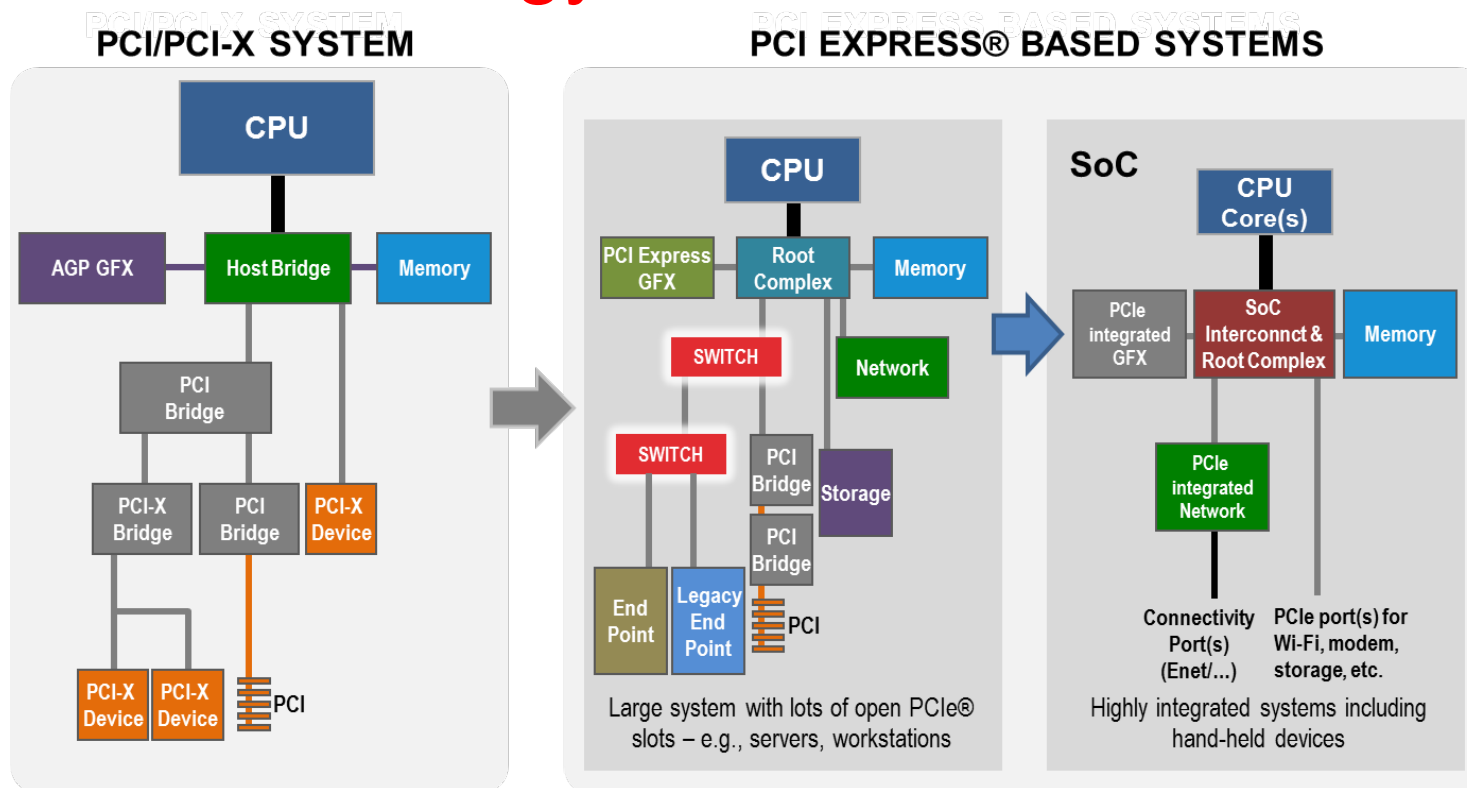 gy
PCI/PCI-X SYSTEM
PCI EXPRESS® BASED SYSTEMS
CPU
AGP GFX
Host Bridge
Memory
PCI
Bridge
PCI-X
Bridge
PCI
Bridge
PCI-X
Device
PCI-X
Device
PCI-X
Device
PCI
CPU
PCI Express
GFX
Root
Complex
Memory
SWITCH
Network
SWITCH
PCI
Bridge
Storage
PCI
Bridge
End
Point
Legacy
End
Point
PCI
Large system with lots of open PCIe®
slots – e.g., servers, workstations
SoC
CPU
Core(s)
PCIe
integrated
GFX
SoC
Interconnct &
Root Complex
Memory
PCIe
integrated
Network
Connectivity
Port(s)
(Enet/...)
PCIe port(s) for
Wi-Fi, modem,
storage, etc.
Highly integrated systems including
hand-held devices